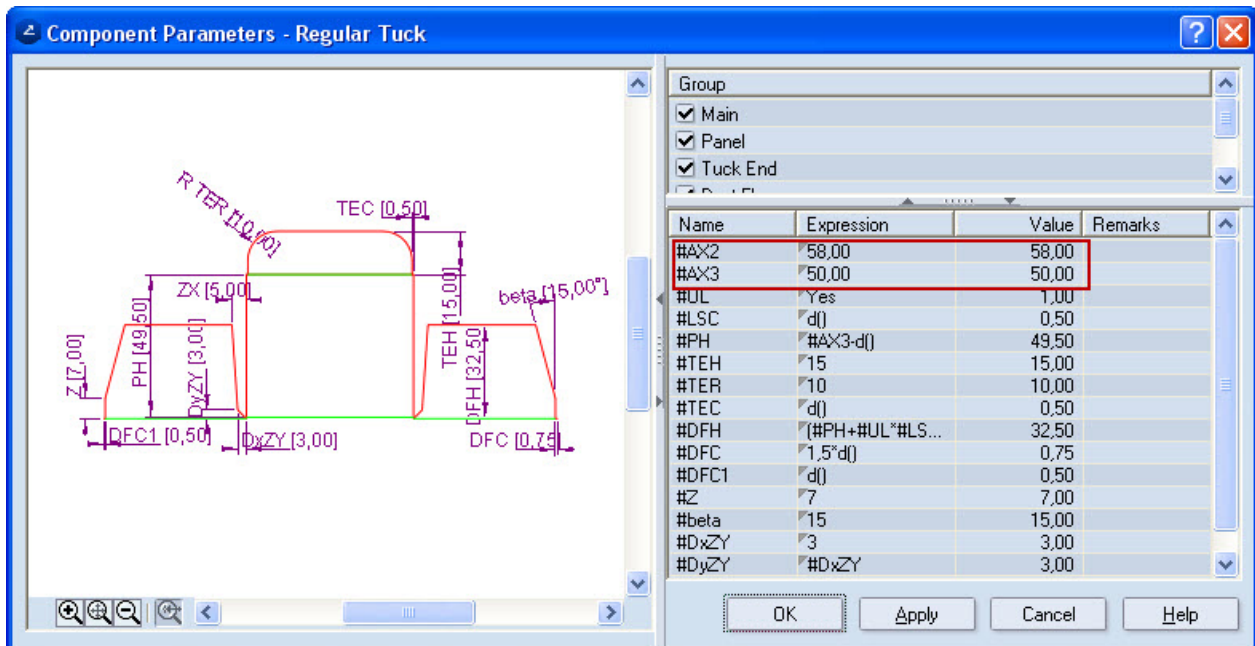 Component Parameters - Regular Tuck
R TER [10,00]
TEC [0,50]
ZX [5,00]
beta [15,00°]
PH [49,50]
TEH [15,00]
Z [7,00]
DyZY [3,00]
DFH [32,50]
DFC1 [0,50]
DxZY [3,00]
DFC [0,75]
Group
Main
Panel
Tuck End
Name Expression Value Remarks
#AX2 58,00 58,00
#AX3 50,00 50,00
#UL Yes 1,00
#LSC d() 0,50
#PH #AX3-d() 49,50
#TEH 15 15,00
#TER 10 10,00
#TEC d() 0,50
#DFH (#PH+#UL*#LS... 32,50
#DFC 1,5*d() 0,75
#DFC1 d() 0,50
#Z 7 7,00
#beta 15 15,00
#DxZY 3 3,00
#DyZY #DxZY 3,00
OK Apply Cancel Help